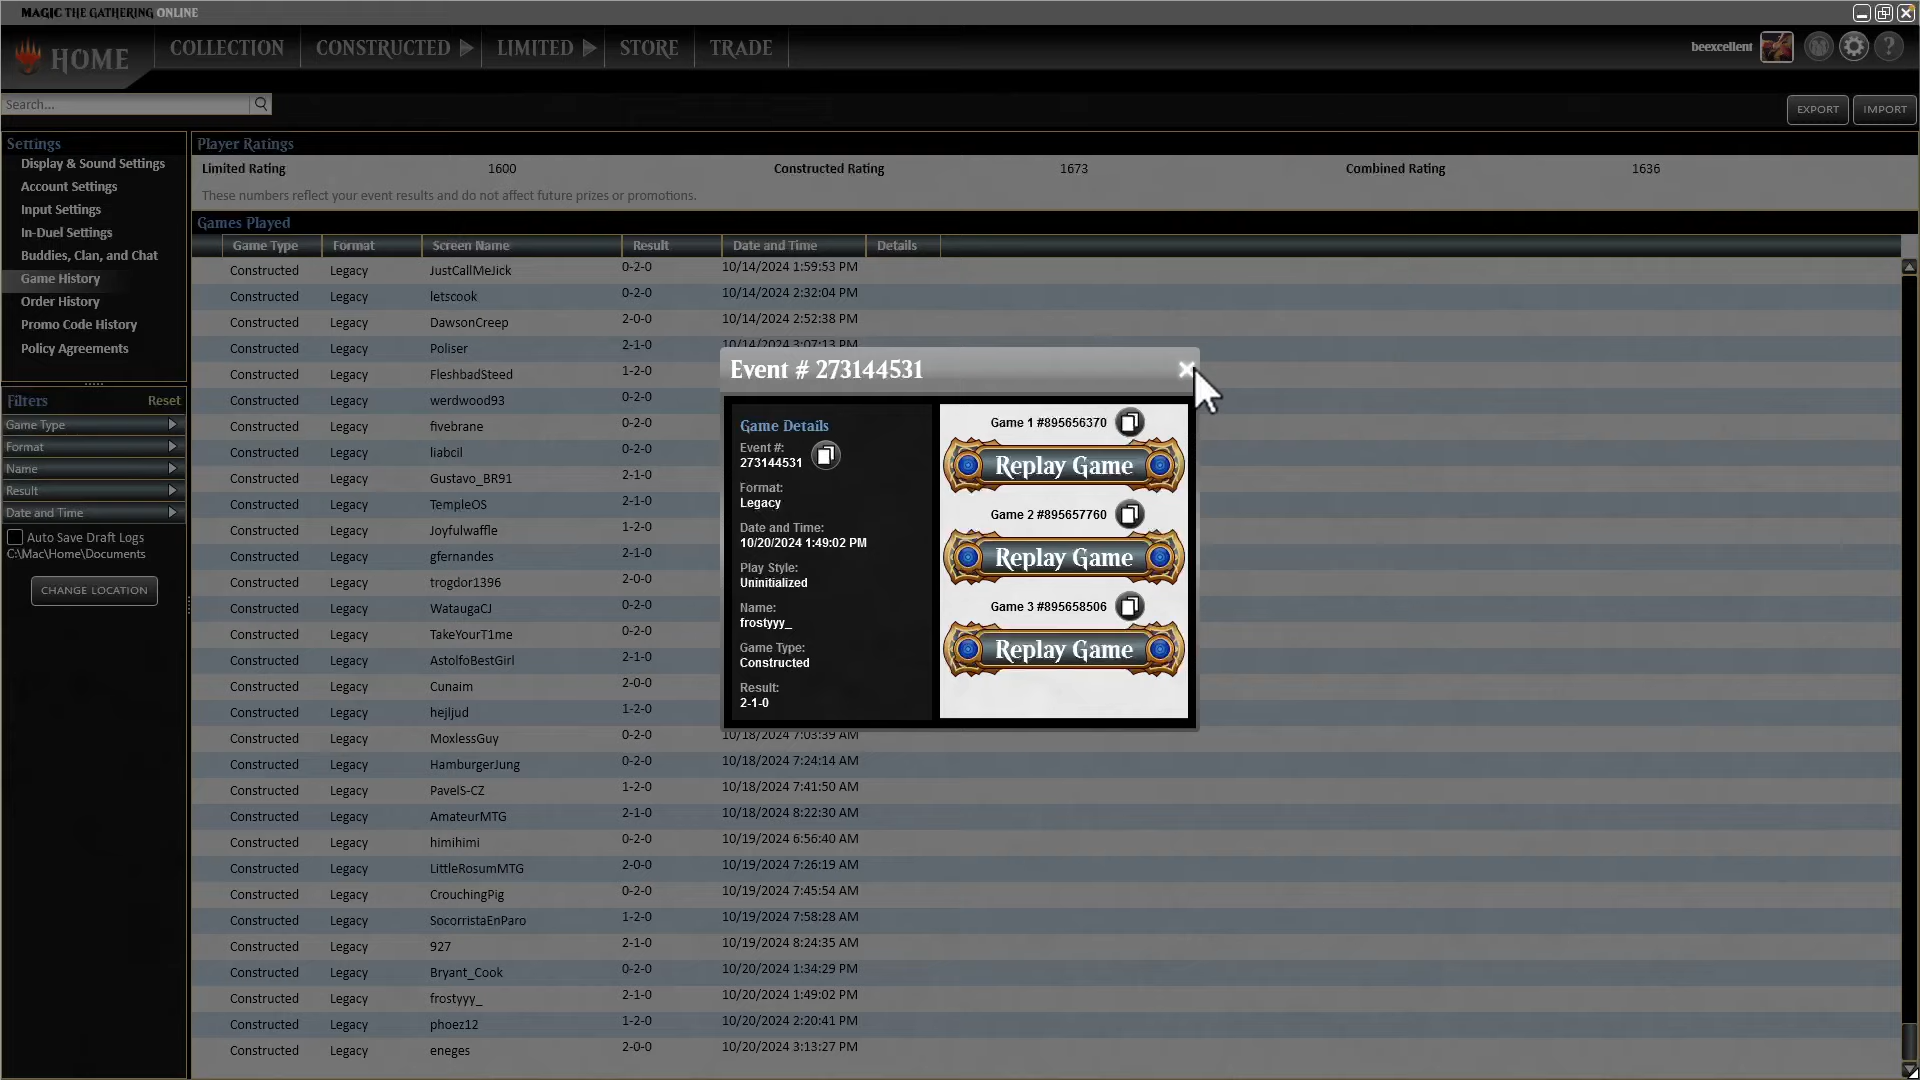 MAGIC THE GATHERING ONLINE
HOME
COLLECTION
CONSTRUCTED
LIMITED
STORE
TRADE
beexcellent
Search...
EXPORT
IMPORT
Settings
Display & Sound Settings
Account Settings
Input Settings
In-Duel Settings
Buddies, Clan, and Chat
Game History
Order History
Promo Code History
Policy Agreements
Filters Reset
Game Type
Format
Name
Result
Date and Time
Auto Save Draft Logs
C:\Mac\Home\Documents
CHANGE LOCATION
Player Ratings
Limited Rating 1600 Constructed Rating 1673 Combined Rating 1636
These numbers reflect your event results and do not affect future prizes or promotions.
Games Played
Game Type Format Screen Name Result Date and Time Details
Constructed Legacy JustCallMeJick 0-2-0 10/14/2024 1:59:53 PM
Constructed Legacy letscook 0-2-0 10/14/2024 2:32:04 PM
Constructed Legacy DawsonCreep 2-0-0 10/14/2024 2:52:38 PM
Constructed Legacy Poliser 2-1-0 10/14/2024 3:07:13 PM
Constructed Legacy FleshbadSteed 1-2-0
Constructed Legacy werdwood93 0-2-0
Constructed Legacy fivebrane 0-2-0
Constructed Legacy liabcil 0-2-0
Constructed Legacy Gustavo_BR91 2-1-0
Constructed Legacy TempleOS 2-1-0
Constructed Legacy Joyfulwaffle 1-2-0
Constructed Legacy gfernandes 2-1-0
Constructed Legacy trogdor1396 2-0-0
Constructed Legacy WataugaCJ 0-2-0
Constructed Legacy TakeYourT1me 0-2-0
Constructed Legacy AstolfoBestGirl 2-1-0
Constructed Legacy Cunaim 2-0-0
Constructed Legacy hejljud 1-2-0
Constructed Legacy MoxlessGuy 0-2-0 10/18/2024 7:03:39 AM
Constructed Legacy HamburgerJung 0-2-0 10/18/2024 7:24:14 AM
Constructed Legacy PavelS-CZ 1-2-0 10/18/2024 7:41:50 AM
Constructed Legacy AmateurMTG 2-1-0 10/18/2024 8:22:30 AM
Constructed Legacy himihimi 0-2-0 10/19/2024 6:56:40 AM
Constructed Legacy LittleRosumMTG 2-0-0 10/19/2024 7:26:19 AM
Constructed Legacy CrouchingPig 0-2-0 10/19/2024 7:45:54 AM
Constructed Legacy SocorristaEnParo 1-2-0 10/19/2024 7:58:28 AM
Constructed Legacy 927 2-1-0 10/19/2024 8:24:35 AM
Constructed Legacy Bryant_Cook 0-2-0 10/20/2024 1:34:29 PM
Constructed Legacy frostyyy_ 2-1-0 10/20/2024 1:49:02 PM
Constructed Legacy phoez12 1-2-0 10/20/2024 2:20:41 PM
Constructed Legacy eneges 2-0-0 10/20/2024 3:13:27 PM
Event # 273144531
Game Details
Event #:
273144531
Format:
Legacy
Date and Time:
10/20/2024 1:49:02 PM
Play Style:
Uninitialized
Name:
frostyyy_
Game Type:
Constructed
Result:
2-1-0
Game 1 #895656370
Replay Game
Game 2 #895657760
Replay Game
Game 3 #895658506
Replay Game